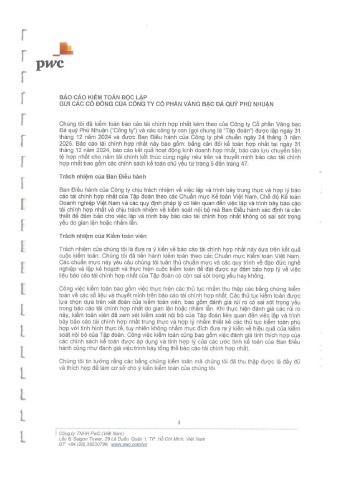 pwc
BÁO CÁO KIỂM TOÁN ĐỘC LẬP
GỬI CÁC CỔ ĐÔNG CỦA CÔNG TY CỔ PHẦN VÀNG BẠC ĐÁ QUÝ PHÚ NHUẬN
Chúng tôi đã kiểm toán báo cáo tài chính hợp nhất kèm theo của Công ty Cổ phần Vàng bạc
Đá quý Phú Nhuận ("Công ty") và các công ty con (gọi chung là "Tập đoàn") được lập ngày 31
tháng 12 năm 2024 và được Ban Điều hành của Công ty phê chuẩn ngày 24 tháng 3 năm
2025. Báo cáo tài chính hợp nhất này bao gồm: bảng cân đối kế toán hợp nhất tại ngày 31
tháng 12 năm 2024, báo cáo kết quả hoạt động kinh doanh hợp nhất, báo cáo lưu chuyển tiền
tệ hợp nhất cho năm tài chính kết thúc cùng ngày nêu trên và thuyết minh báo cáo tài chính
hợp nhất bao gồm các chính sách kế toán chủ yếu từ trang 5 đến trang 47.
Trách nhiệm của Ban Điều hành
Ban Điều hành của Công ty chịu trách nhiệm về việc lập và trình bày trung thực và hợp lý báo
cáo tài chính hợp nhất của Tập đoàn theo các Chuẩn mực Kế toán Việt Nam, Chế độ Kế toán
Doanh nghiệp Việt Nam và các quy định pháp lý có liên quan đến việc lập và trình bày báo cáo
tài chính hợp nhất và chịu trách nhiệm về kiểm soát nội bộ mà Ban Điều hành xác định là cần
thiết để đảm bảo cho việc lập và trình bày báo cáo tài chính hợp nhất không có sai sót trọng
yếu do gian lận hoặc nhầm lẫn.
Trách nhiệm của Kiểm toán viên
Trách nhiệm của chúng tôi là đưa ra ý kiến về báo cáo tài chính hợp nhất này dựa trên kết quả
cuộc kiểm toán. Chúng tôi đã tiến hành kiểm toán theo các Chuẩn mực Kiểm toán Việt Nam.
Các chuẩn mực này yêu cầu chúng tôi tuân thủ chuẩn mực và các quy trình về đạo đức nghề
nghiệp và lập kế hoạch và thực hiện cuộc kiểm toán để đạt được sự đảm bảo hợp lý về việc
liệu báo cáo tài chính hợp nhất của Tập đoàn có còn sai sót trọng yếu hay không.
Công việc kiểm toán bao gồm việc thực hiện các thủ tục nhằm thu thập các bằng chứng kiểm
toán về các số liệu và thuyết minh trên báo cáo tài chính hợp nhất. Các thủ tục kiểm toán được
lựa chọn dựa trên xét đoán của kiểm toán viên, bao gồm đánh giá rủi ro có sai sót trọng yếu
trong báo cáo tài chính hợp nhất do gian lận hoặc nhầm lẫn. Khi thực hiện đánh giá các rủi ro
này, kiểm toán viên đã xem xét kiểm soát nội bộ của Tập đoàn liên quan đến việc lập và trình
bày báo cáo tài chính hợp nhất trung thực và hợp lý nhằm thiết kế các thủ tục kiểm toán phù
hợp với tình hình thực tế, tuy nhiên không nhằm mục đích đưa ra ý kiến về hiệu quả của kiểm
soát nội bộ của Tập đoàn. Công việc kiểm toán cũng bao gồm việc đánh giá tính thích hợp của
các chính sách kế toán được áp dụng và tính hợp lý của các ước tính kế toán của Ban Điều
hành cũng như đánh giá việc trình bày tổng thể báo cáo tài chính hợp nhất.
Chúng tôi tin tưởng rằng các bằng chứng kiểm toán mà chúng tôi đã thu thập được là đầy đủ
và thích hợp để làm cơ sở cho ý kiến kiểm toán của chúng tôi.
Công ty TNHH PwC (Việt Nam)
Lầu 8, Saigon Tower, 29 Lê Duẩn, Quận 1, TP. Hồ Chí Minh, Việt Nam
ĐT: +84 (28) 38230796, www.pwc.com/vn